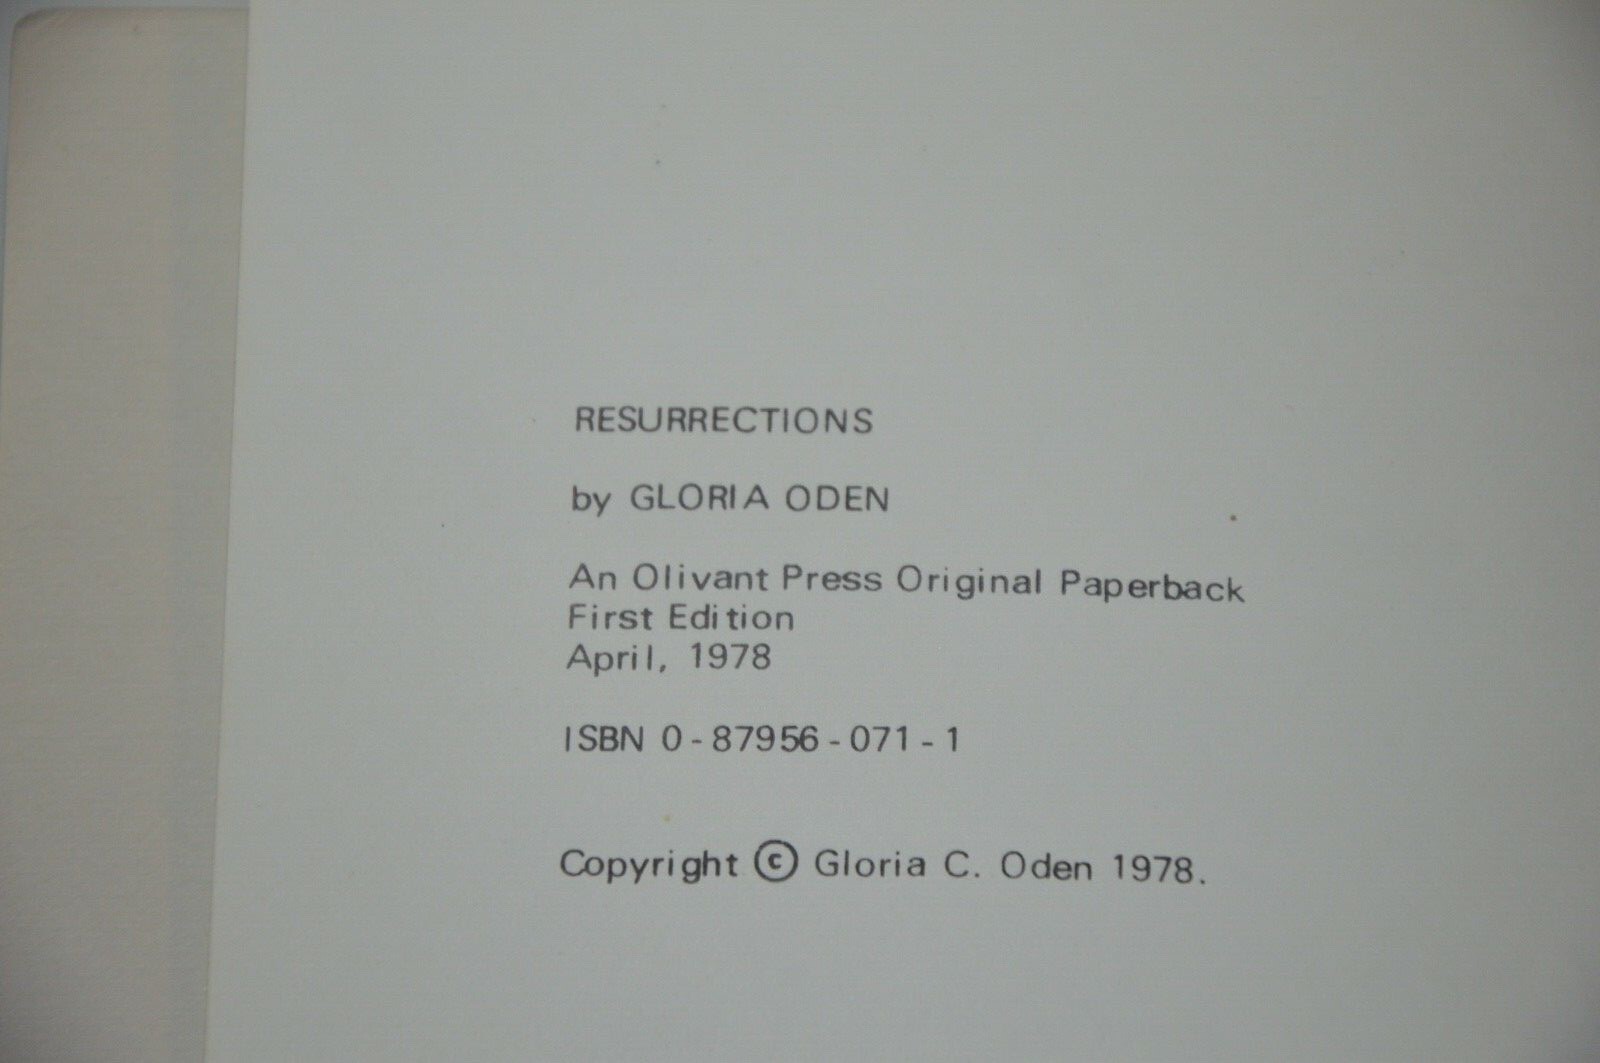 RESURRECTIONS
by GLORIA ODEN
An Olivant Press Original Paperback
First Edition
April, 1978
ISBN 0-87956-071-1
Copyright © Gloria C. Oden 1978.